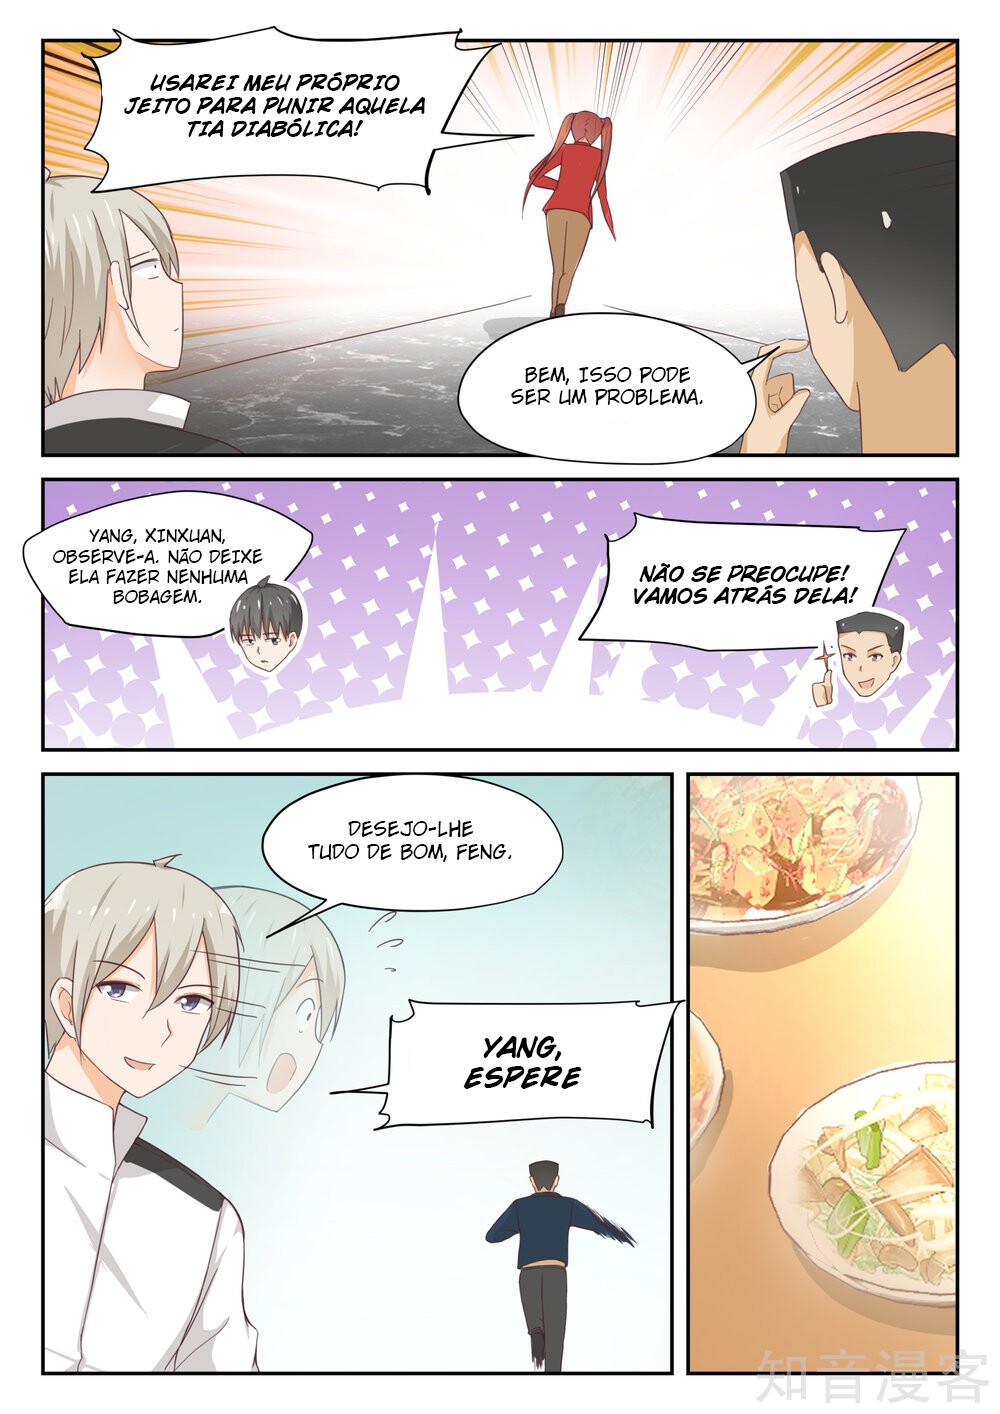 USAREI MEU PRÓPRIO
JEITO PARA PUNIR AQUELA
TIA DIABÓLICA!
BEM, ISSO PODE
SER UM PROBLEMA.
YANG, XINXUAN,
OBSERVE-A. NÃO DEIXE
ELA FAZER NENHUMA
BOBAGEM.
NÃO SE PREOCUPE!
VAMOS ATRÁS DELA!
DESEJO-LHE
TUDO DE BOM, FENG.
YANG,
ESPERE
知音漫客